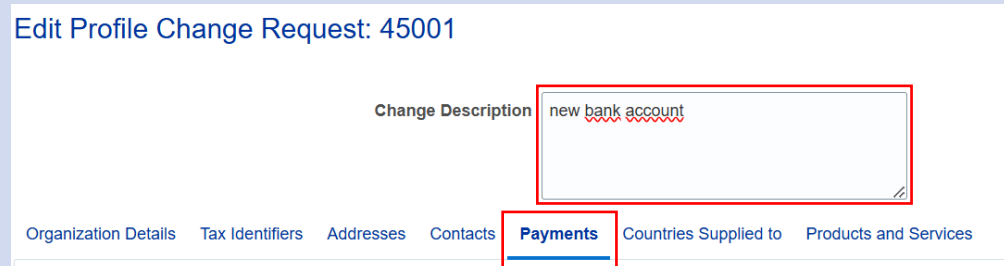 Edit Profile Change Request: 45001
Change Description new bank account
Organization Details Tax Identifiers Addresses Contacts Payments Countries Supplied to Products and Services